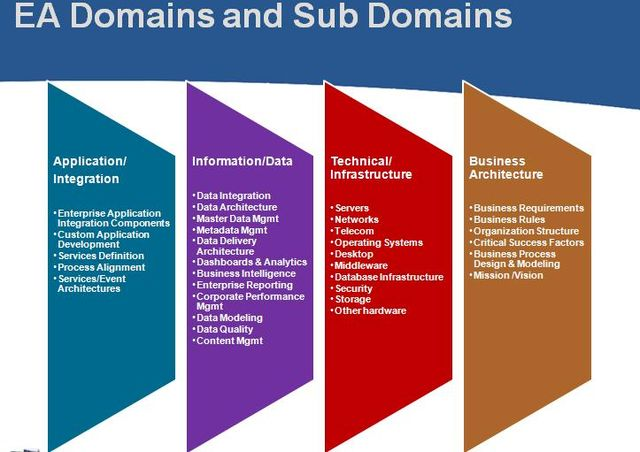 EA Domains and Sub Domains
Application/
Integration
•Enterprise Application
Integration Components
•Custom Application
Development
•Services Definition
•Process Alignment
•Services/Event
Architectures
Information/Data
•Data Integration
•Data Architecture
•Master Data Mgmt
•Metadata Mgmt
•Data Delivery
Architecture
•Dashboards & Analytics
•Business Intelligence
•Enterprise Reporting
•Corporate Performance
Mgmt
•Data Modeling
•Data Quality
•Content Mgmt
Technical/
Infrastructure
•Servers
•Networks
•Telecom
•Operating Systems
•Desktop
•Middleware
•Database Infrastructure
•Security
•Storage
•Other hardware
Business
Architecture
•Business Requirements
•Business Rules
•Organization Structure
•Critical Success Factors
•Business Process
Design & Modeling
•Mission /Vision